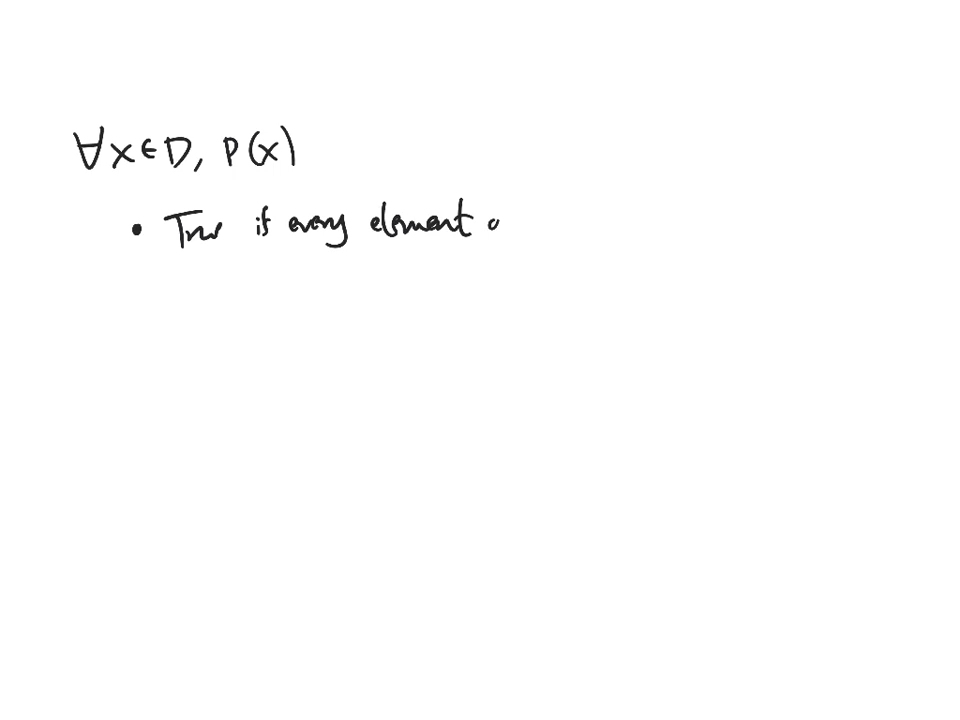 ∀x∈D, P(x)
• True if every element o